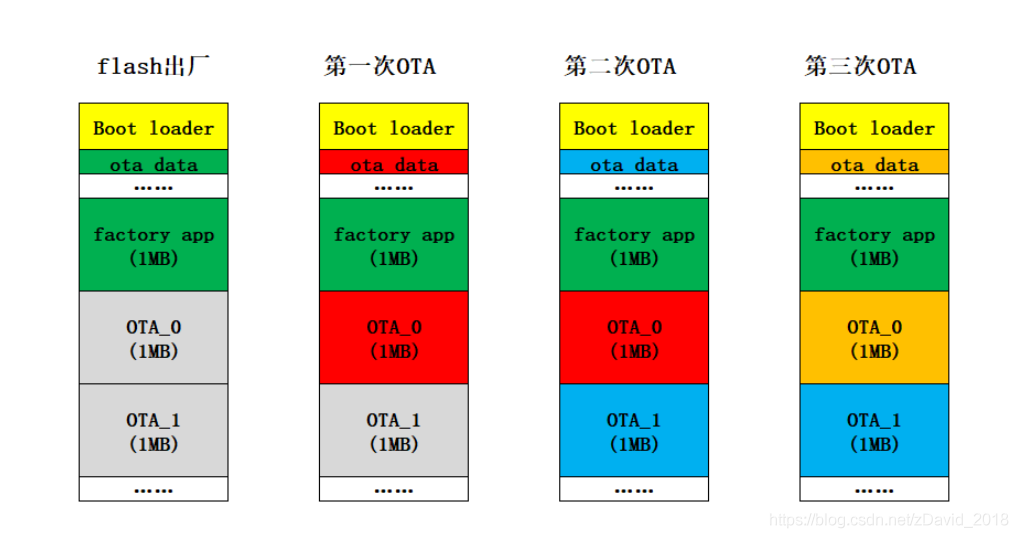 flash出厂
Boot loader
ota data
……
factory app
(1MB)
OTA_0
(1MB)
OTA_1
(1MB)
……
第一次OTA
Boot loader
ota data
……
factory app
(1MB)
OTA_0
(1MB)
OTA_1
(1MB)
……
第二次OTA
Boot loader
ota data
……
factory app
(1MB)
OTA_0
(1MB)
OTA_1
(1MB)
……
第三次OTA
Boot loader
ota data
……
factory app
(1MB)
OTA_0
(1MB)
OTA_1
(1MB)
……
https://blog.csdn.net/zDavid_2018